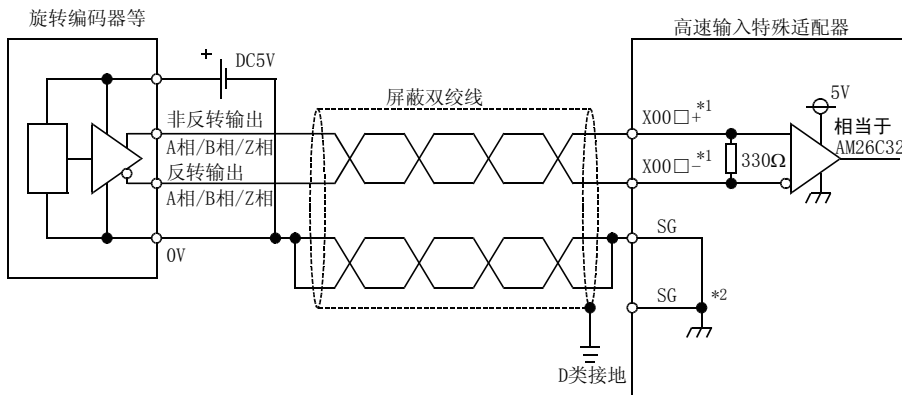 旋转编码器等
高速输入特殊适配器
+
DC5V
屏蔽双绞线
5V
非反转输出
A相/B相/Z相
反转输出
A相/B相/Z相
X00□+*1
X00□-*1
330Ω
相当于
AM26C32
0V
SG
SG
*2
D类接地